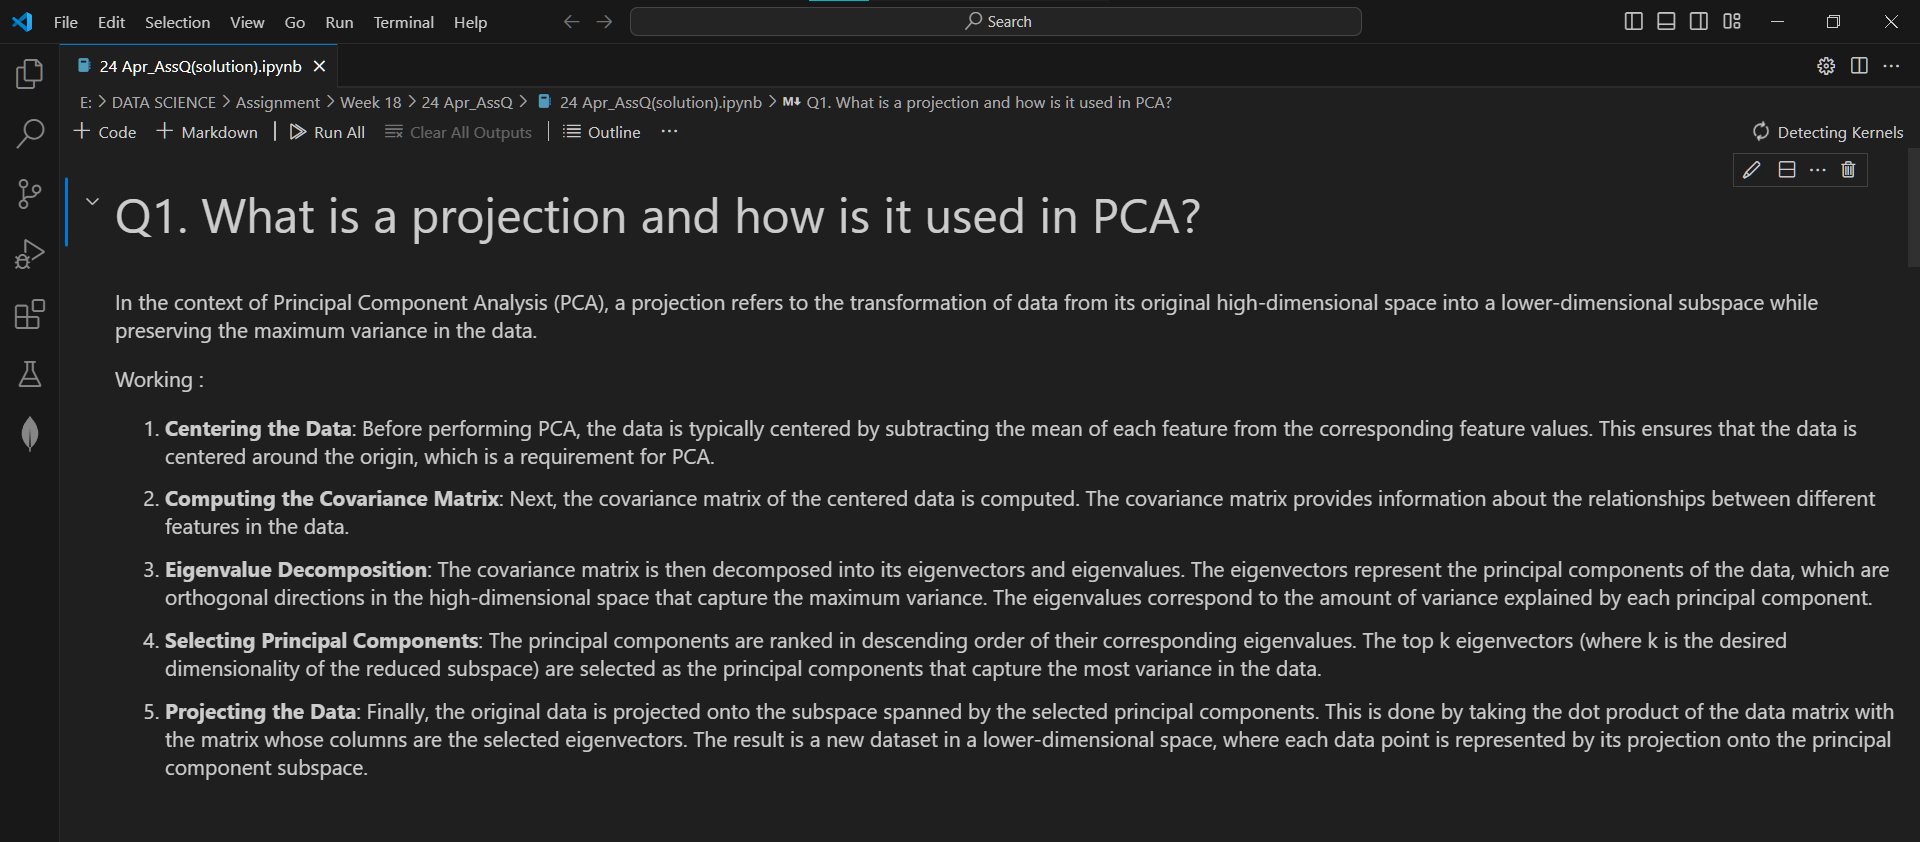 File Edit Selection View Go Run Terminal Help
Search
24 Apr_AssQ(solution).ipynb
E: > DATA SCIENCE > Assignment > Week 18 > 24 Apr_AssQ > 24 Apr_AssQ(solution).ipynb > M↓ Q1. What is a projection and how is it used in PCA?
+ Code + Markdown | Run All Clear All Outputs | Outline ...
Detecting Kernels
Q1. What is a projection and how is it used in PCA?
In the context of Principal Component Analysis (PCA), a projection refers to the transformation of data from its original high-dimensional space into a lower-dimensional subspace while
preserving the maximum variance in the data.
Working :
1. Centering the Data: Before performing PCA, the data is typically centered by subtracting the mean of each feature from the corresponding feature values. This ensures that the data is
centered around the origin, which is a requirement for PCA.
2. Computing the Covariance Matrix: Next, the covariance matrix of the centered data is computed. The covariance matrix provides information about the relationships between different
features in the data.
3. Eigenvalue Decomposition: The covariance matrix is then decomposed into its eigenvectors and eigenvalues. The eigenvectors represent the principal components of the data, which are
orthogonal directions in the high-dimensional space that capture the maximum variance. The eigenvalues correspond to the amount of variance explained by each principal component.
4. Selecting Principal Components: The principal components are ranked in descending order of their corresponding eigenvalues. The top k eigenvectors (where k is the desired
dimensionality of the reduced subspace) are selected as the principal components that capture the most variance in the data.
5. Projecting the Data: Finally, the original data is projected onto the subspace spanned by the selected principal components. This is done by taking the dot product of the data matrix with
the matrix whose columns are the selected eigenvectors. The result is a new dataset in a lower-dimensional space, where each data point is represented by its projection onto the principal
component subspace.